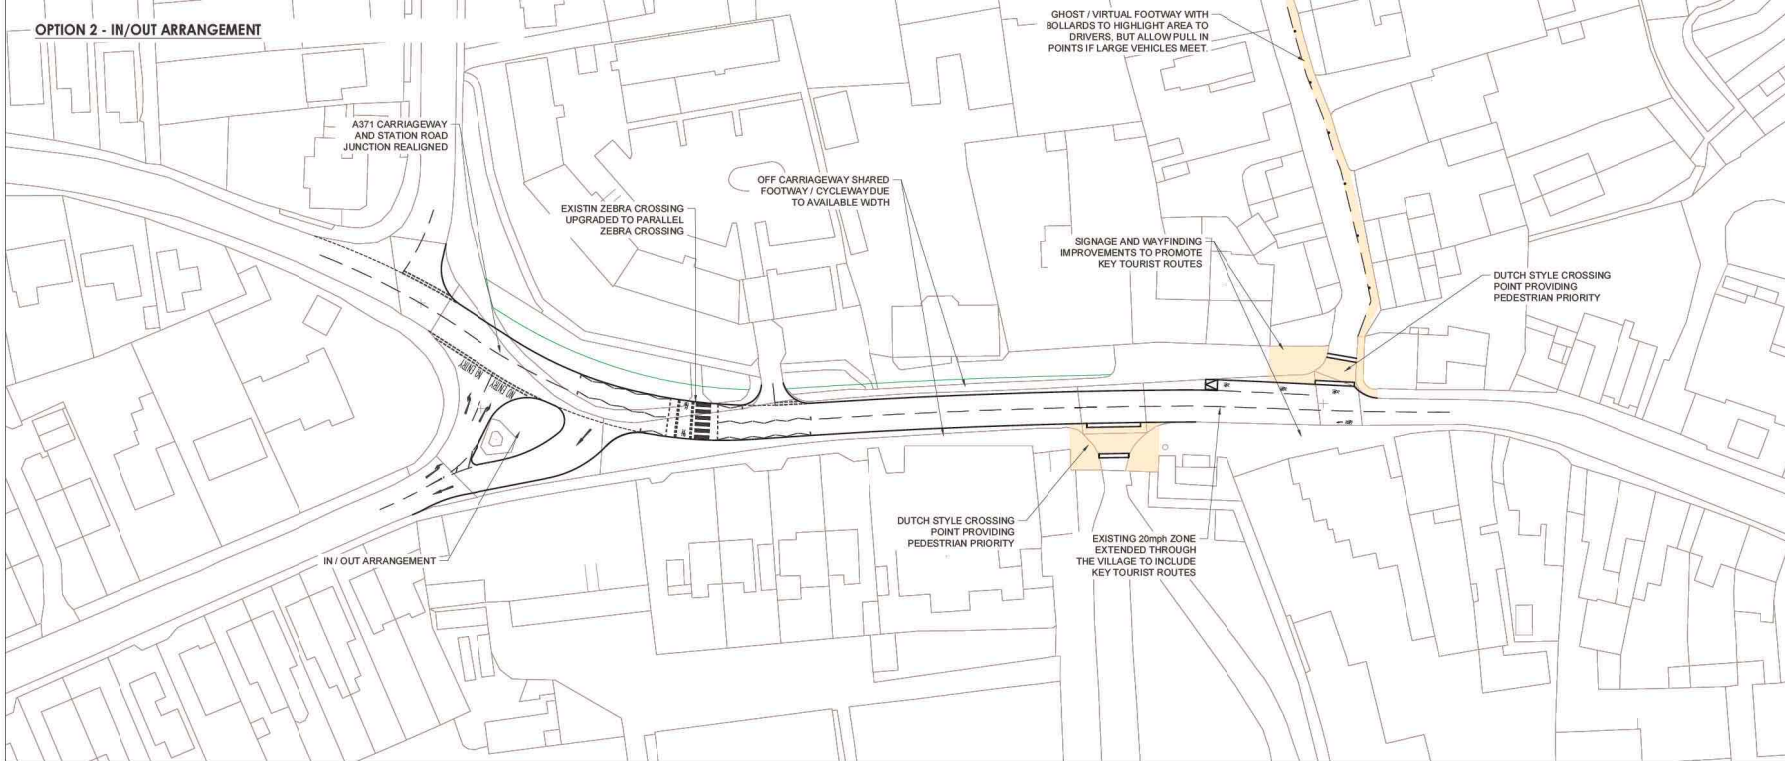 OPTION 2 - IN/OUT ARRANGEMENT
GHOST / VIRTUAL FOOTWAY WITH
BOLLARDS TO HIGHLIGHT AREA TO
DRIVERS, BUT ALLOW PULL IN
POINTS IF LARGE VEHICLES MEET.
A371 CARRIAGEWAY
AND STATION ROAD
JUNCTION REALIGNED
EXISTIN ZEBRA CROSSING
UPGRADED TO PARALLEL
ZEBRA CROSSING
OFF CARRIAGEWAY SHARED
FOOTWAY / CYCLEWAYDUE
TO AVAILABLE WDTH
SIGNAGE AND WAYFINDING
IMPROVEMENTS TO PROMOTE
KEY TOURIST ROUTES
DUTCH STYLE CROSSING
POINT PROVIDING
PEDESTRIAN PRIORITY
NO ENTRY
NO ENTRY
IN / OUT ARRANGEMENT
DUTCH STYLE CROSSING
POINT PROVIDING
PEDESTRIAN PRIORITY
EXISTING 20mph ZONE
EXTENDED THROUGH
THE VILLAGE TO INCLUDE
KEY TOURIST ROUTES